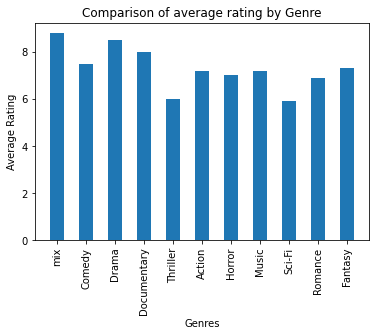 Comparison of average rating by Genre
Average Rating
8
6
4
2
0
mix
Comedy
Drama
Documentary
Thriller
Action
Horror
Music
Sci-Fi
Romance
Fantasy
Genres